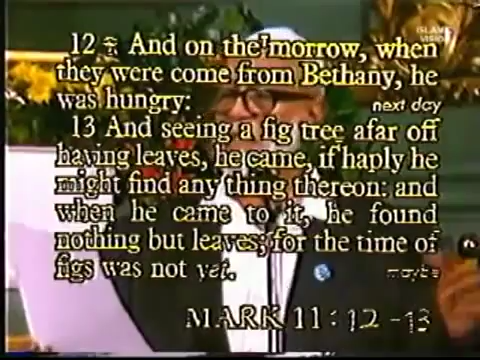 ISLAMIC
VISION
12 ¶ And on the morrow, when
they were come from Bethany, he
was hungry: next day
13 And seeing a fig tree afar off
having leaves, he came, if haply he
might find any thing thereon: and
when he came to it, he found
nothing but leaves; for the time of
figs was not yet. maybe
MARK 11:12 -13